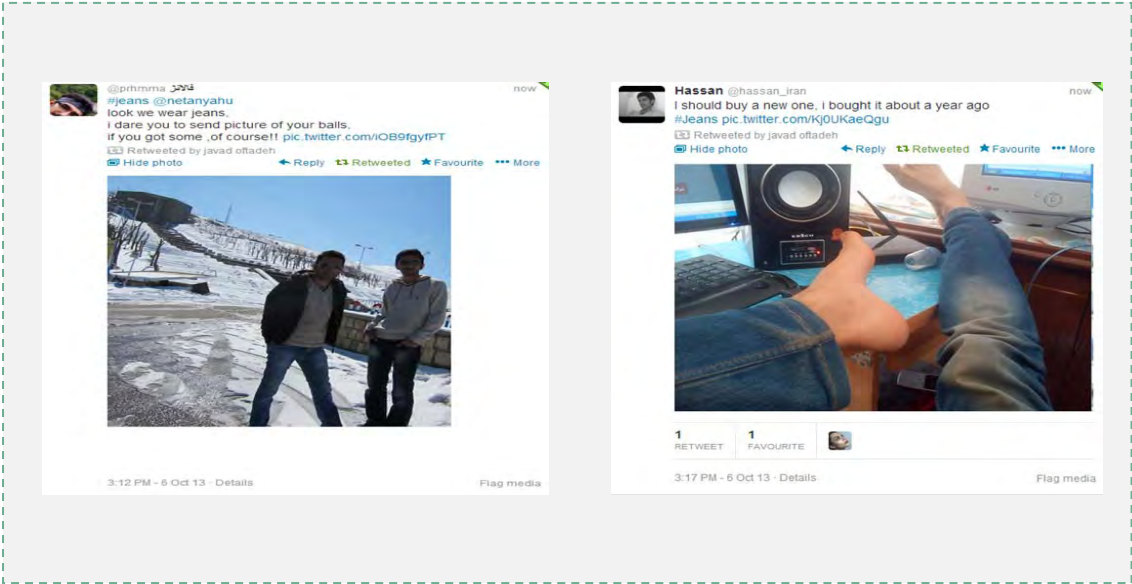 @prhmma فالانژ
now
#jeans @netanyahu
look we wear jeans,
i dare you to send picture of your balls,
if you got some ,of course!! pic.twitter.com/iOB9fgyfPT
Retweeted by javad oftadeh
Hide photo Reply Retweeted Favourite More
3:12 PM - 6 Oct 13 · Details
Flag media
Hassan @hassan_iran
now
I should buy a new one, i bought it about a year ago
#Jeans pic.twitter.com/Kj0UKaeQgu
Retweeted by javad oftadeh
Hide photo Reply Retweeted Favourite More
1 1
RETWEET FAVOURITE
3:17 PM - 6 Oct 13 · Details
Flag media